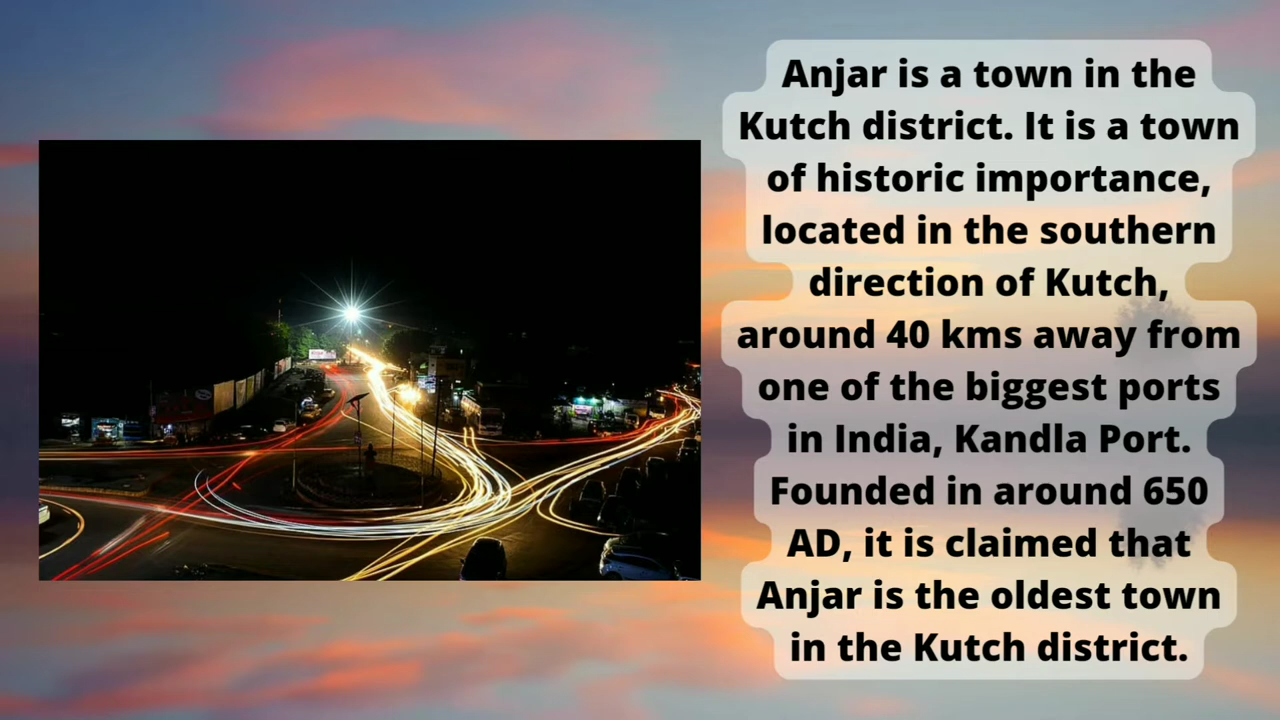 Anjar is a town in the
Kutch district. It is a town
of historic importance,
located in the southern
direction of Kutch,
around 40 kms away from
one of the biggest ports
in India, Kandla Port.
Founded in around 650
AD, it is claimed that
Anjar is the oldest town
in the Kutch district.